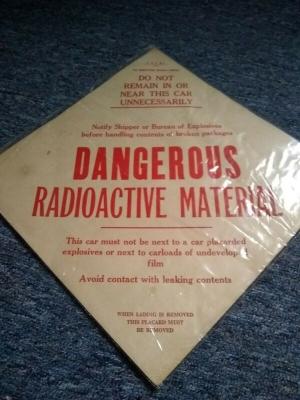 DO NOT
REMAIN IN OR
NEAR THIS CAR
UNNECESSARILY
Notify Shipper or Bureau of Explosives
before handling contents of broken packages
DANGEROUS
RADIOACTIVE MATERIAL
This car must not be next to a car placarded
explosives or next to carloads of undeveloped
film
Avoid contact with leaking contents
WHEN LADING IS REMOVED
THIS PLACARD MUST
BE REMOVED